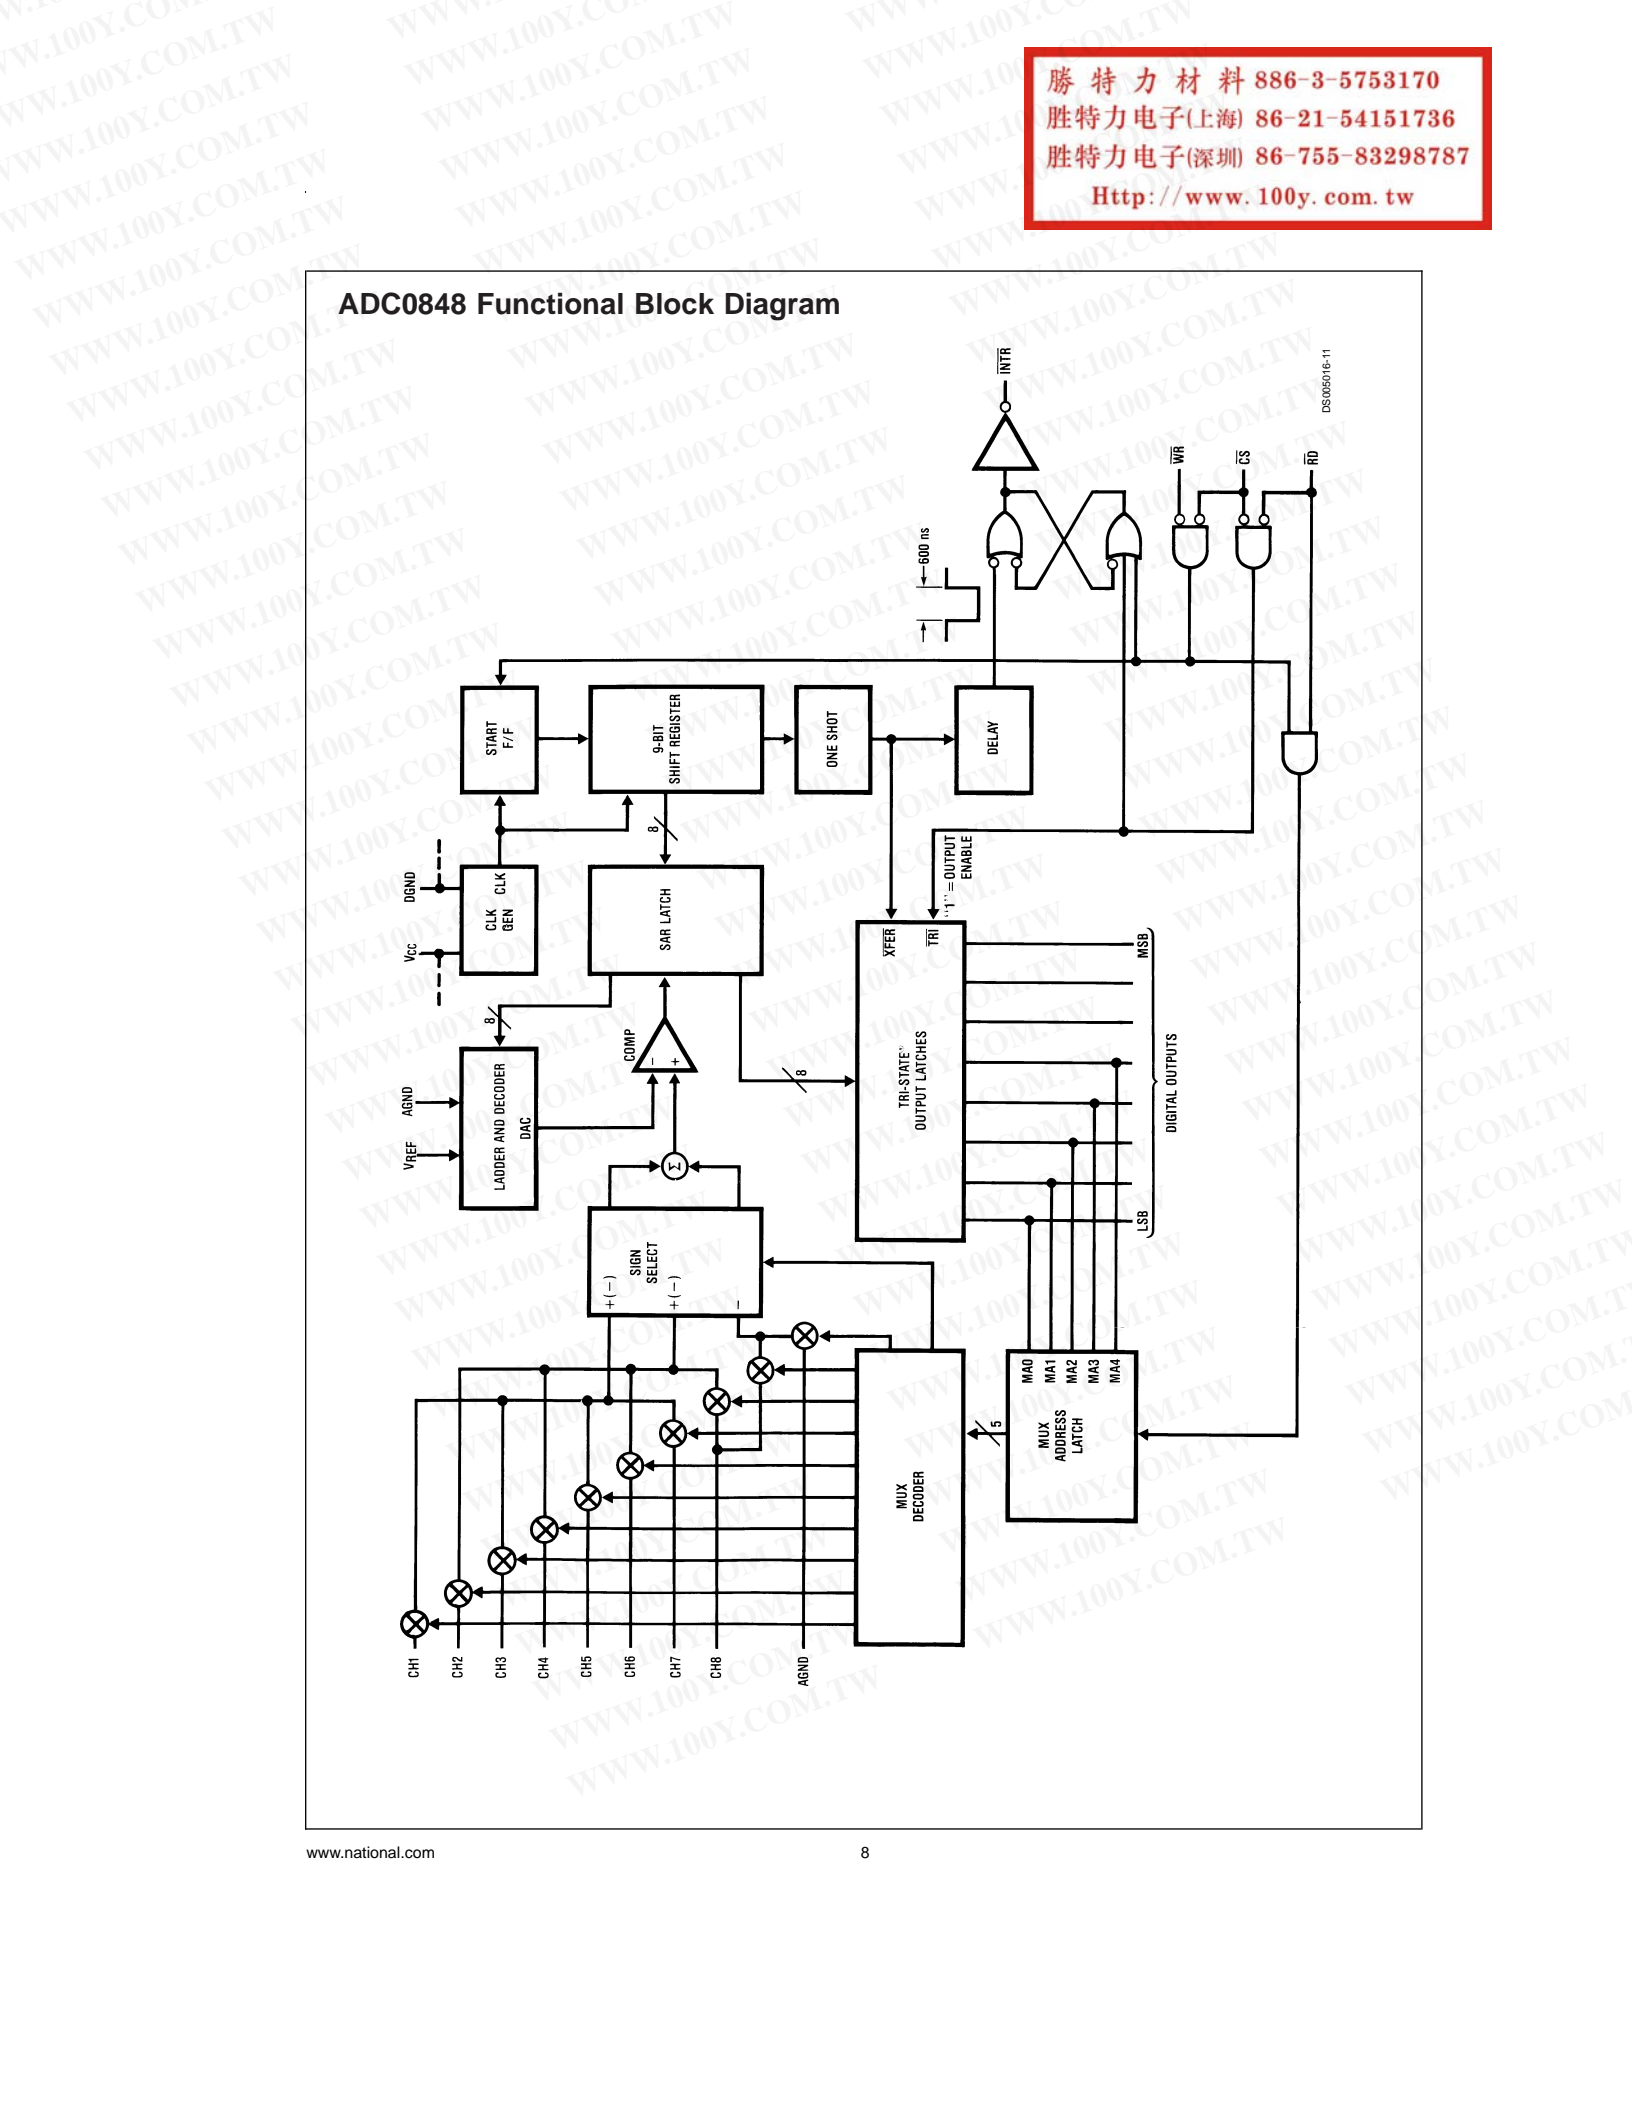 勝 特 力 材 料 886-3-5753170
胜特力电子(上海) 86-21-54151736
胜特力电子(深圳) 86-755-83298787
Http://www.100y.com.tw
ADC0848 Functional Block Diagram
INTR
DS005016-11
WR
CS
RD
600 ns
START
F/F
9-BIT
SHIFT REGISTER
ONE SHOT
DELAY
8
"1" = OUTPUT
ENABLE
DGND
VCC
CLK
GEN
CLK
SAR LATCH
XFER
TRI
TRI-STATE®
OUTPUT LATCHES
MSB
LSB
DIGITAL OUTPUTS
8
8
AGND
VREF
LADDER AND DECODER
DAC
COMP
−
+
Σ
SIGN
SELECT
+(−)
+(−)
−
MUX
DECODER
5
MA0
MA1
MA2
MA3
MA4
MUX
ADDRESS
LATCH
CH1
CH2
CH3
CH4
CH5
CH6
CH7
CH8
AGND
www.national.com
8
WWW.100Y.COM.TW